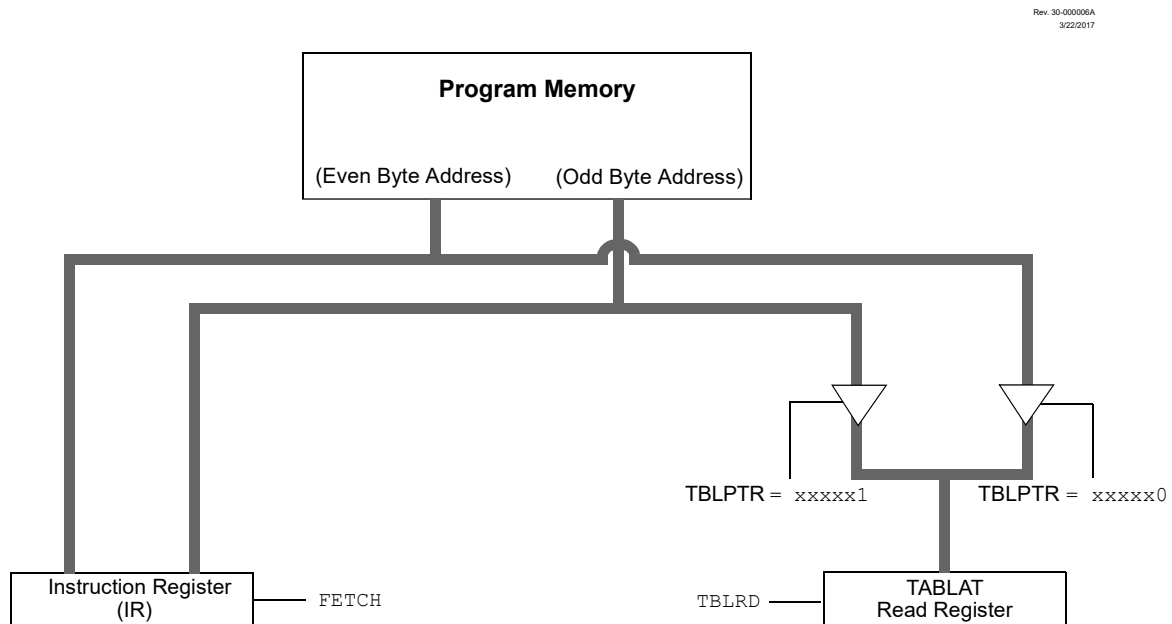 Rev. 30-000006A
3/22/2017
Program Memory
(Even Byte Address) (Odd Byte Address)
TBLPTR = xxxxx1 TBLPTR = xxxxx0
Instruction Register
(IR)
FETCH
TBLRD
TABLAT
Read Register